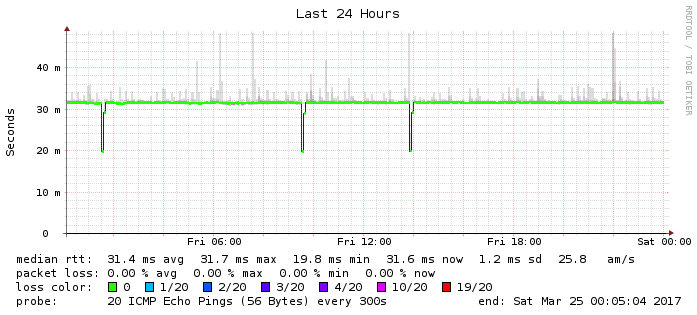 Last 24 Hours
RRDTOOL / TOBI OETIKER
Seconds
40 m
30 m
20 m
10 m
0
Fri 06:00 Fri 12:00 Fri 18:00 Sat 00:00
median rtt: 31.4 ms avg 31.7 ms max 19.8 ms min 31.6 ms now 1.2 ms sd 25.8 am/s
packet loss: 0.00 % avg 0.00 % max 0.00 % min 0.00 % now
loss color: 0 1/20 2/20 3/20 4/20 10/20 19/20
probe: 20 ICMP Echo Pings (56 Bytes) every 300s end: Sat Mar 25 00:05:04 2017